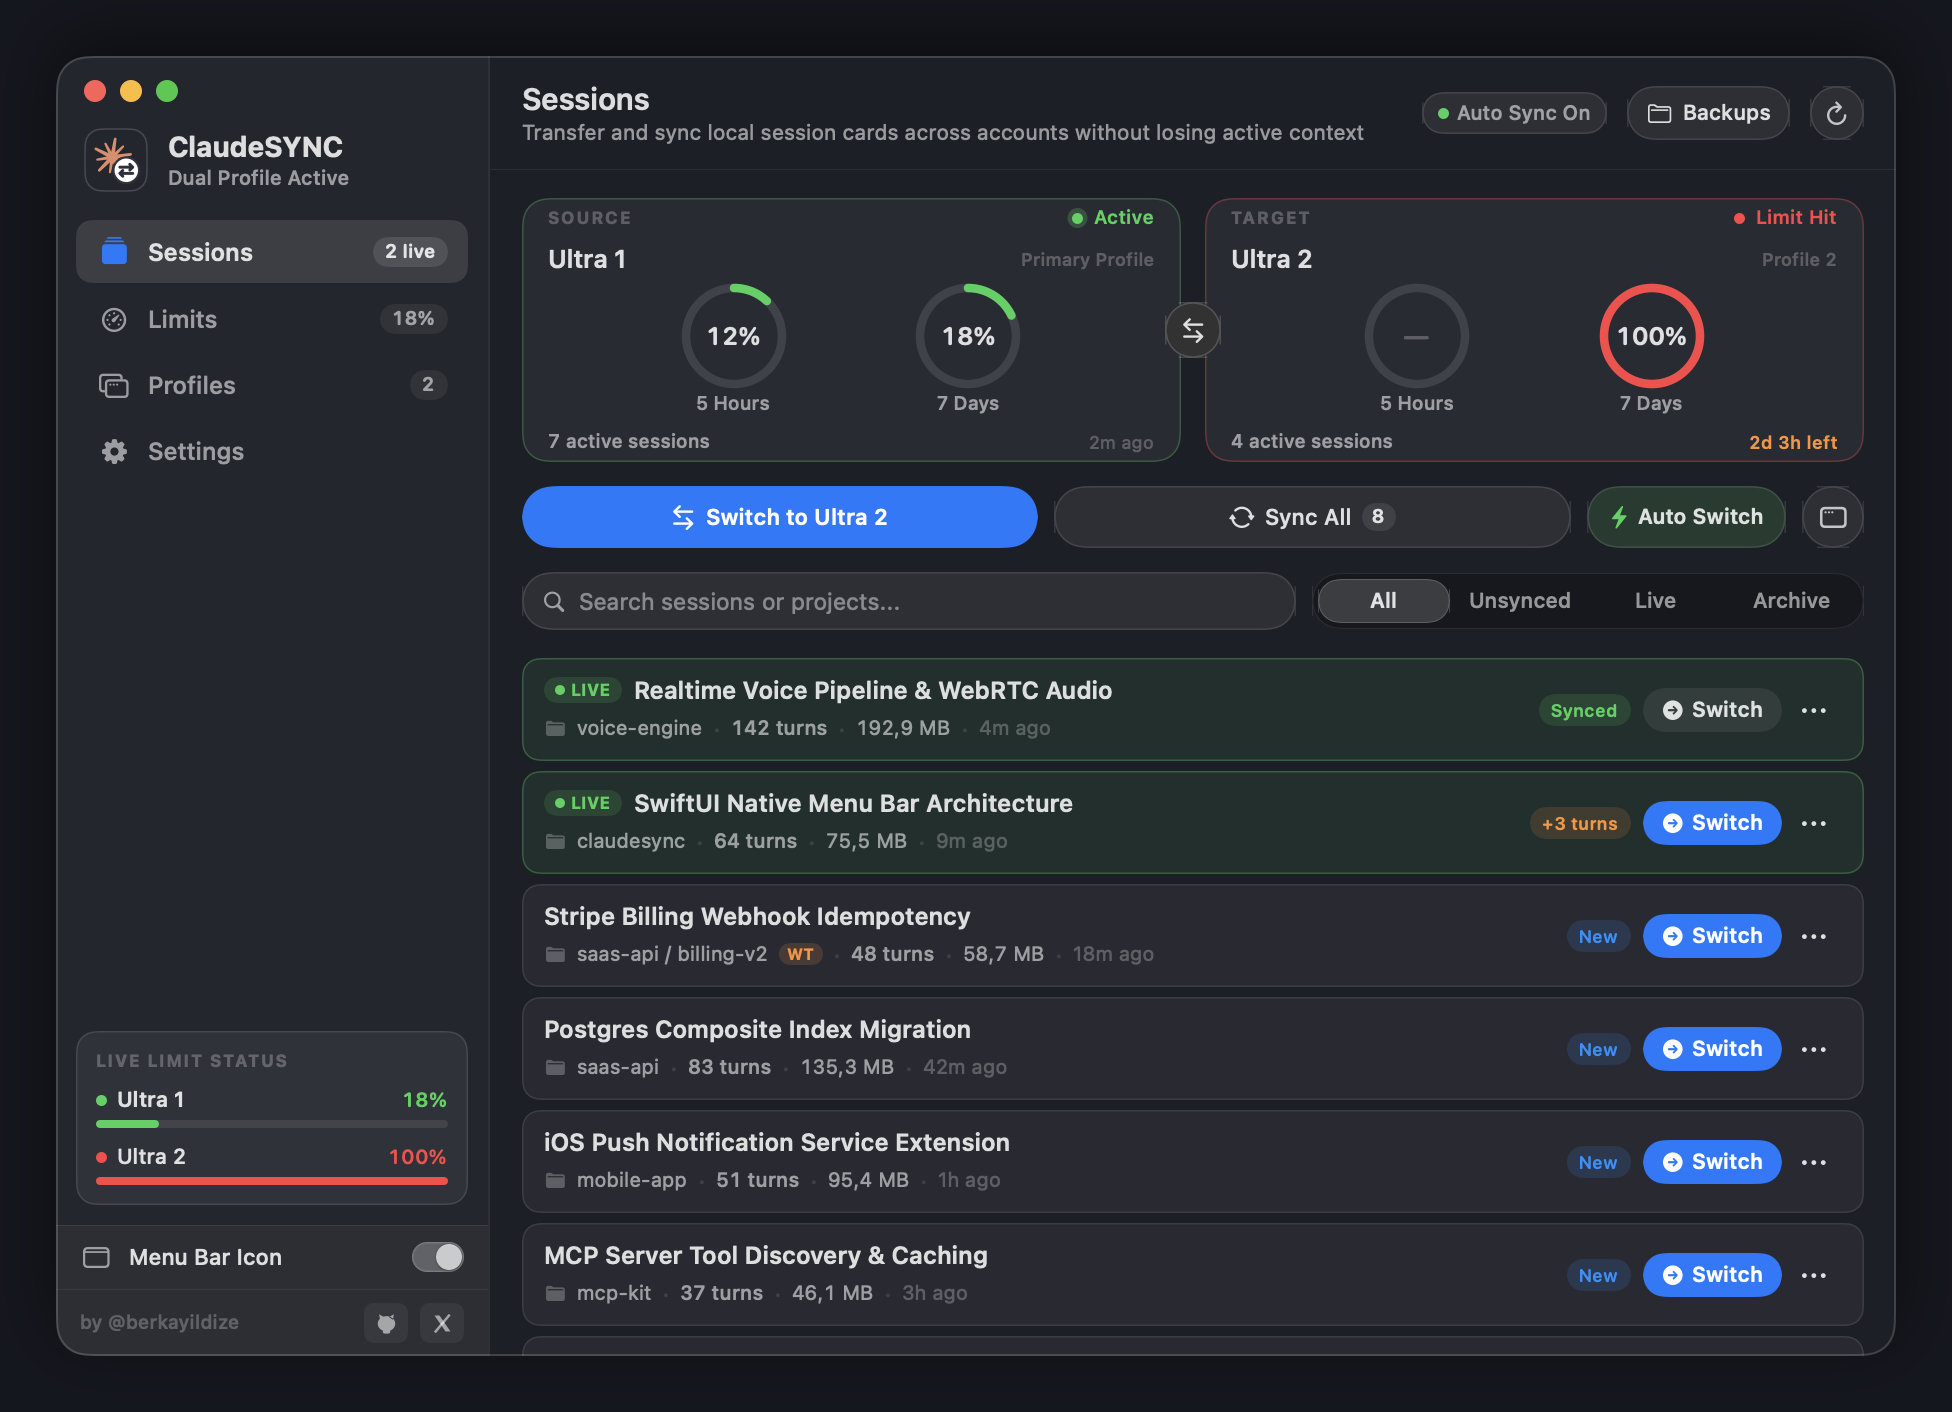 ClaudeSYNC
Dual Profile Active
Sessions 2 live
Limits 18%
Profiles 2
Settings
LIVE LIMIT STATUS
Ultra 1 18%
Ultra 2 100%
Menu Bar Icon
by @berkayildize
Sessions
Transfer and sync local session cards across accounts without losing active context
Auto Sync On
Backups
SOURCE Active
Ultra 1 Primary Profile
12% 18%
5 Hours 7 Days
7 active sessions 2m ago
TARGET Limit Hit
Ultra 2 Profile 2
— 100%
5 Hours 7 Days
4 active sessions 2d 3h left
Switch to Ultra 2
Sync All 8
Auto Switch
Search sessions or projects...
All Unsynced Live Archive
LIVE Realtime Voice Pipeline & WebRTC Audio
voice-engine · 142 turns · 192,9 MB · 4m ago
Synced Switch
LIVE SwiftUI Native Menu Bar Architecture
claudesync · 64 turns · 75,5 MB · 9m ago
+3 turns Switch
Stripe Billing Webhook Idempotency
saas-api / billing-v2 WT · 48 turns · 58,7 MB · 18m ago
New Switch
Postgres Composite Index Migration
saas-api · 83 turns · 135,3 MB · 42m ago
New Switch
iOS Push Notification Service Extension
mobile-app · 51 turns · 95,4 MB · 1h ago
New Switch
MCP Server Tool Discovery & Caching
mcp-kit · 37 turns · 46,1 MB · 3h ago
New Switch